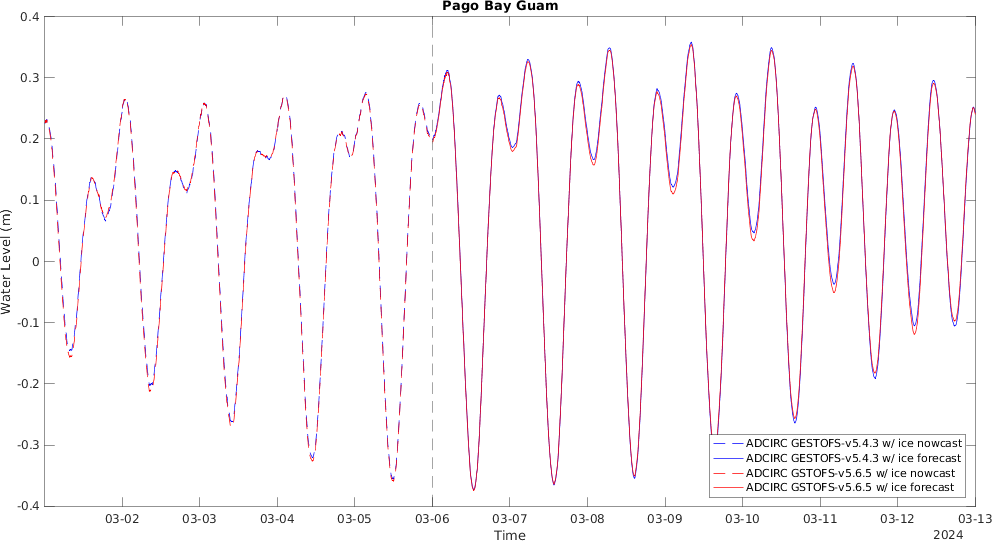 Pago Bay Guam
0.4
0.3
0.2
0.1
0
-0.1
-0.2
-0.3
-0.4
Water Level (m)
ADCIRC GESTOFS-v5.4.3 w/ ice nowcast
ADCIRC GESTOFS-v5.4.3 w/ ice forecast
ADCIRC GSTOFS-v5.6.5 w/ ice nowcast
ADCIRC GSTOFS-v5.6.5 w/ ice forecast
03-02 03-03 03-04 03-05 03-06 03-07 03-08 03-09 03-10 03-11 03-12 03-13
Time
2024